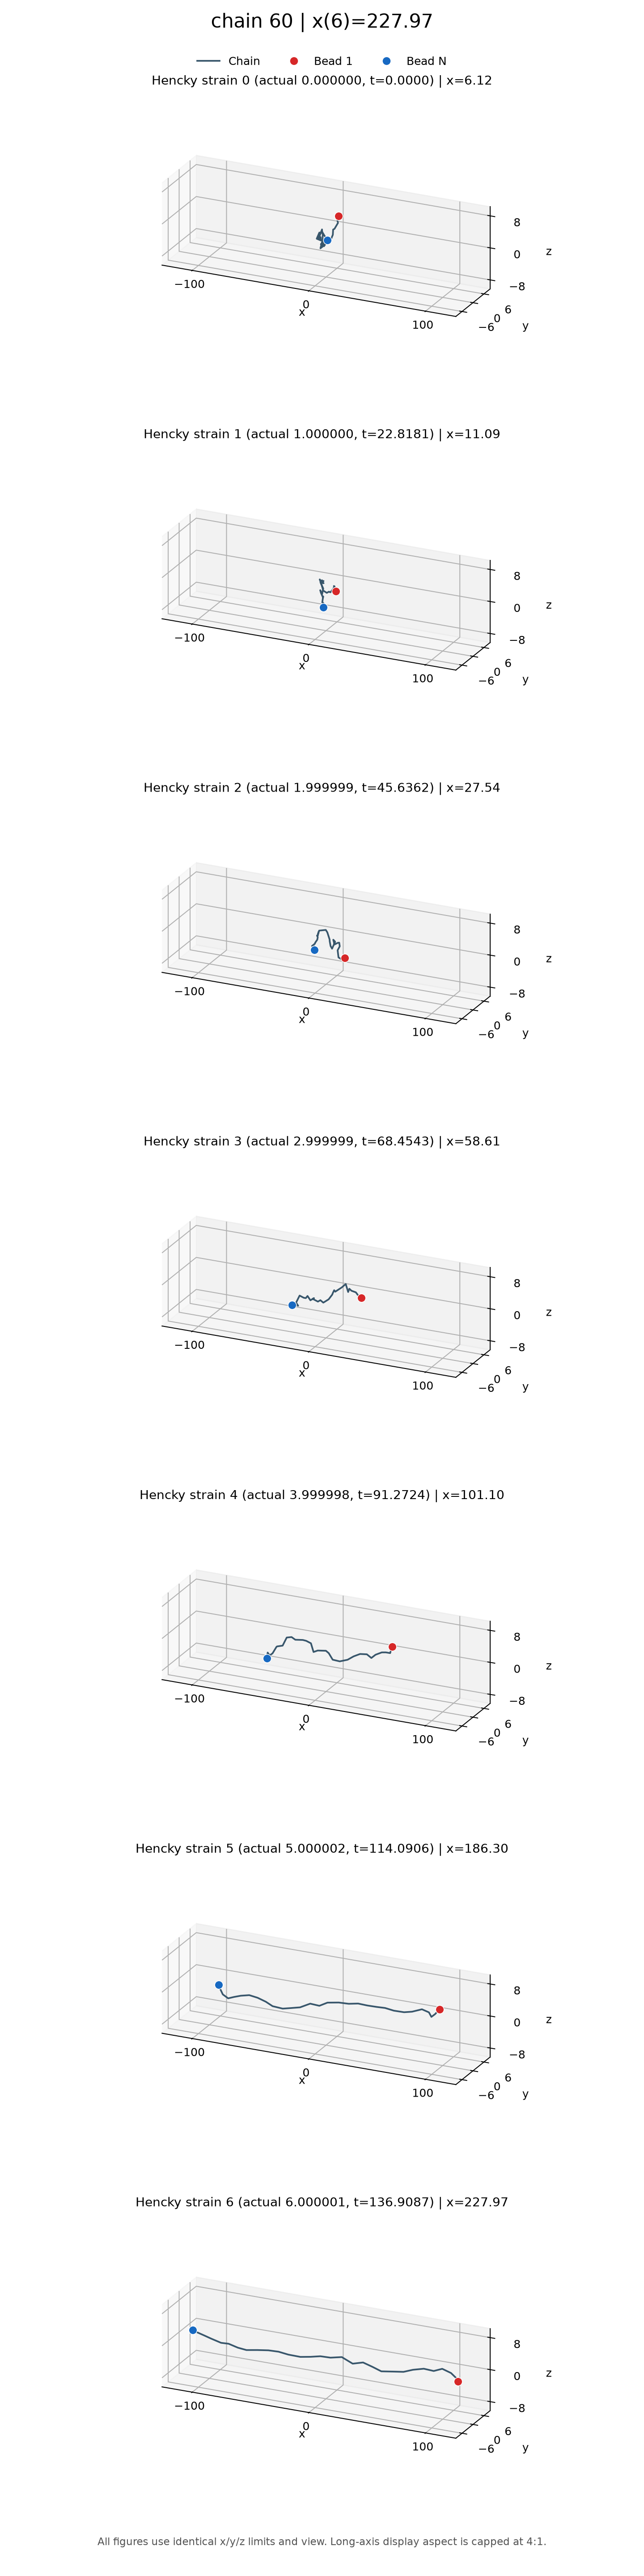 chain 60 | x(6)=227.97
Chain Bead 1 Bead N
Hencky strain 0 (actual 0.000000, t=0.0000) | x=6.12
8
0
−8
z
−100
0
100
x
−6
0
6
y
Hencky strain 1 (actual 1.000000, t=22.8181) | x=11.09
8
0
−8
z
−100
0
100
x
−6
0
6
y
Hencky strain 2 (actual 1.999999, t=45.6362) | x=27.54
8
0
−8
z
−100
0
100
x
−6
0
6
y
Hencky strain 3 (actual 2.999999, t=68.4543) | x=58.61
8
0
−8
z
−100
0
100
x
−6
0
6
y
Hencky strain 4 (actual 3.999998, t=91.2724) | x=101.10
8
0
−8
z
−100
0
100
x
−6
0
6
y
Hencky strain 5 (actual 5.000002, t=114.0906) | x=186.30
8
0
−8
z
−100
0
100
x
−6
0
6
y
Hencky strain 6 (actual 6.000001, t=136.9087) | x=227.97
8
0
−8
z
−100
0
100
x
−6
0
6
y
All figures use identical x/y/z limits and view. Long-axis display aspect is capped at 4:1.